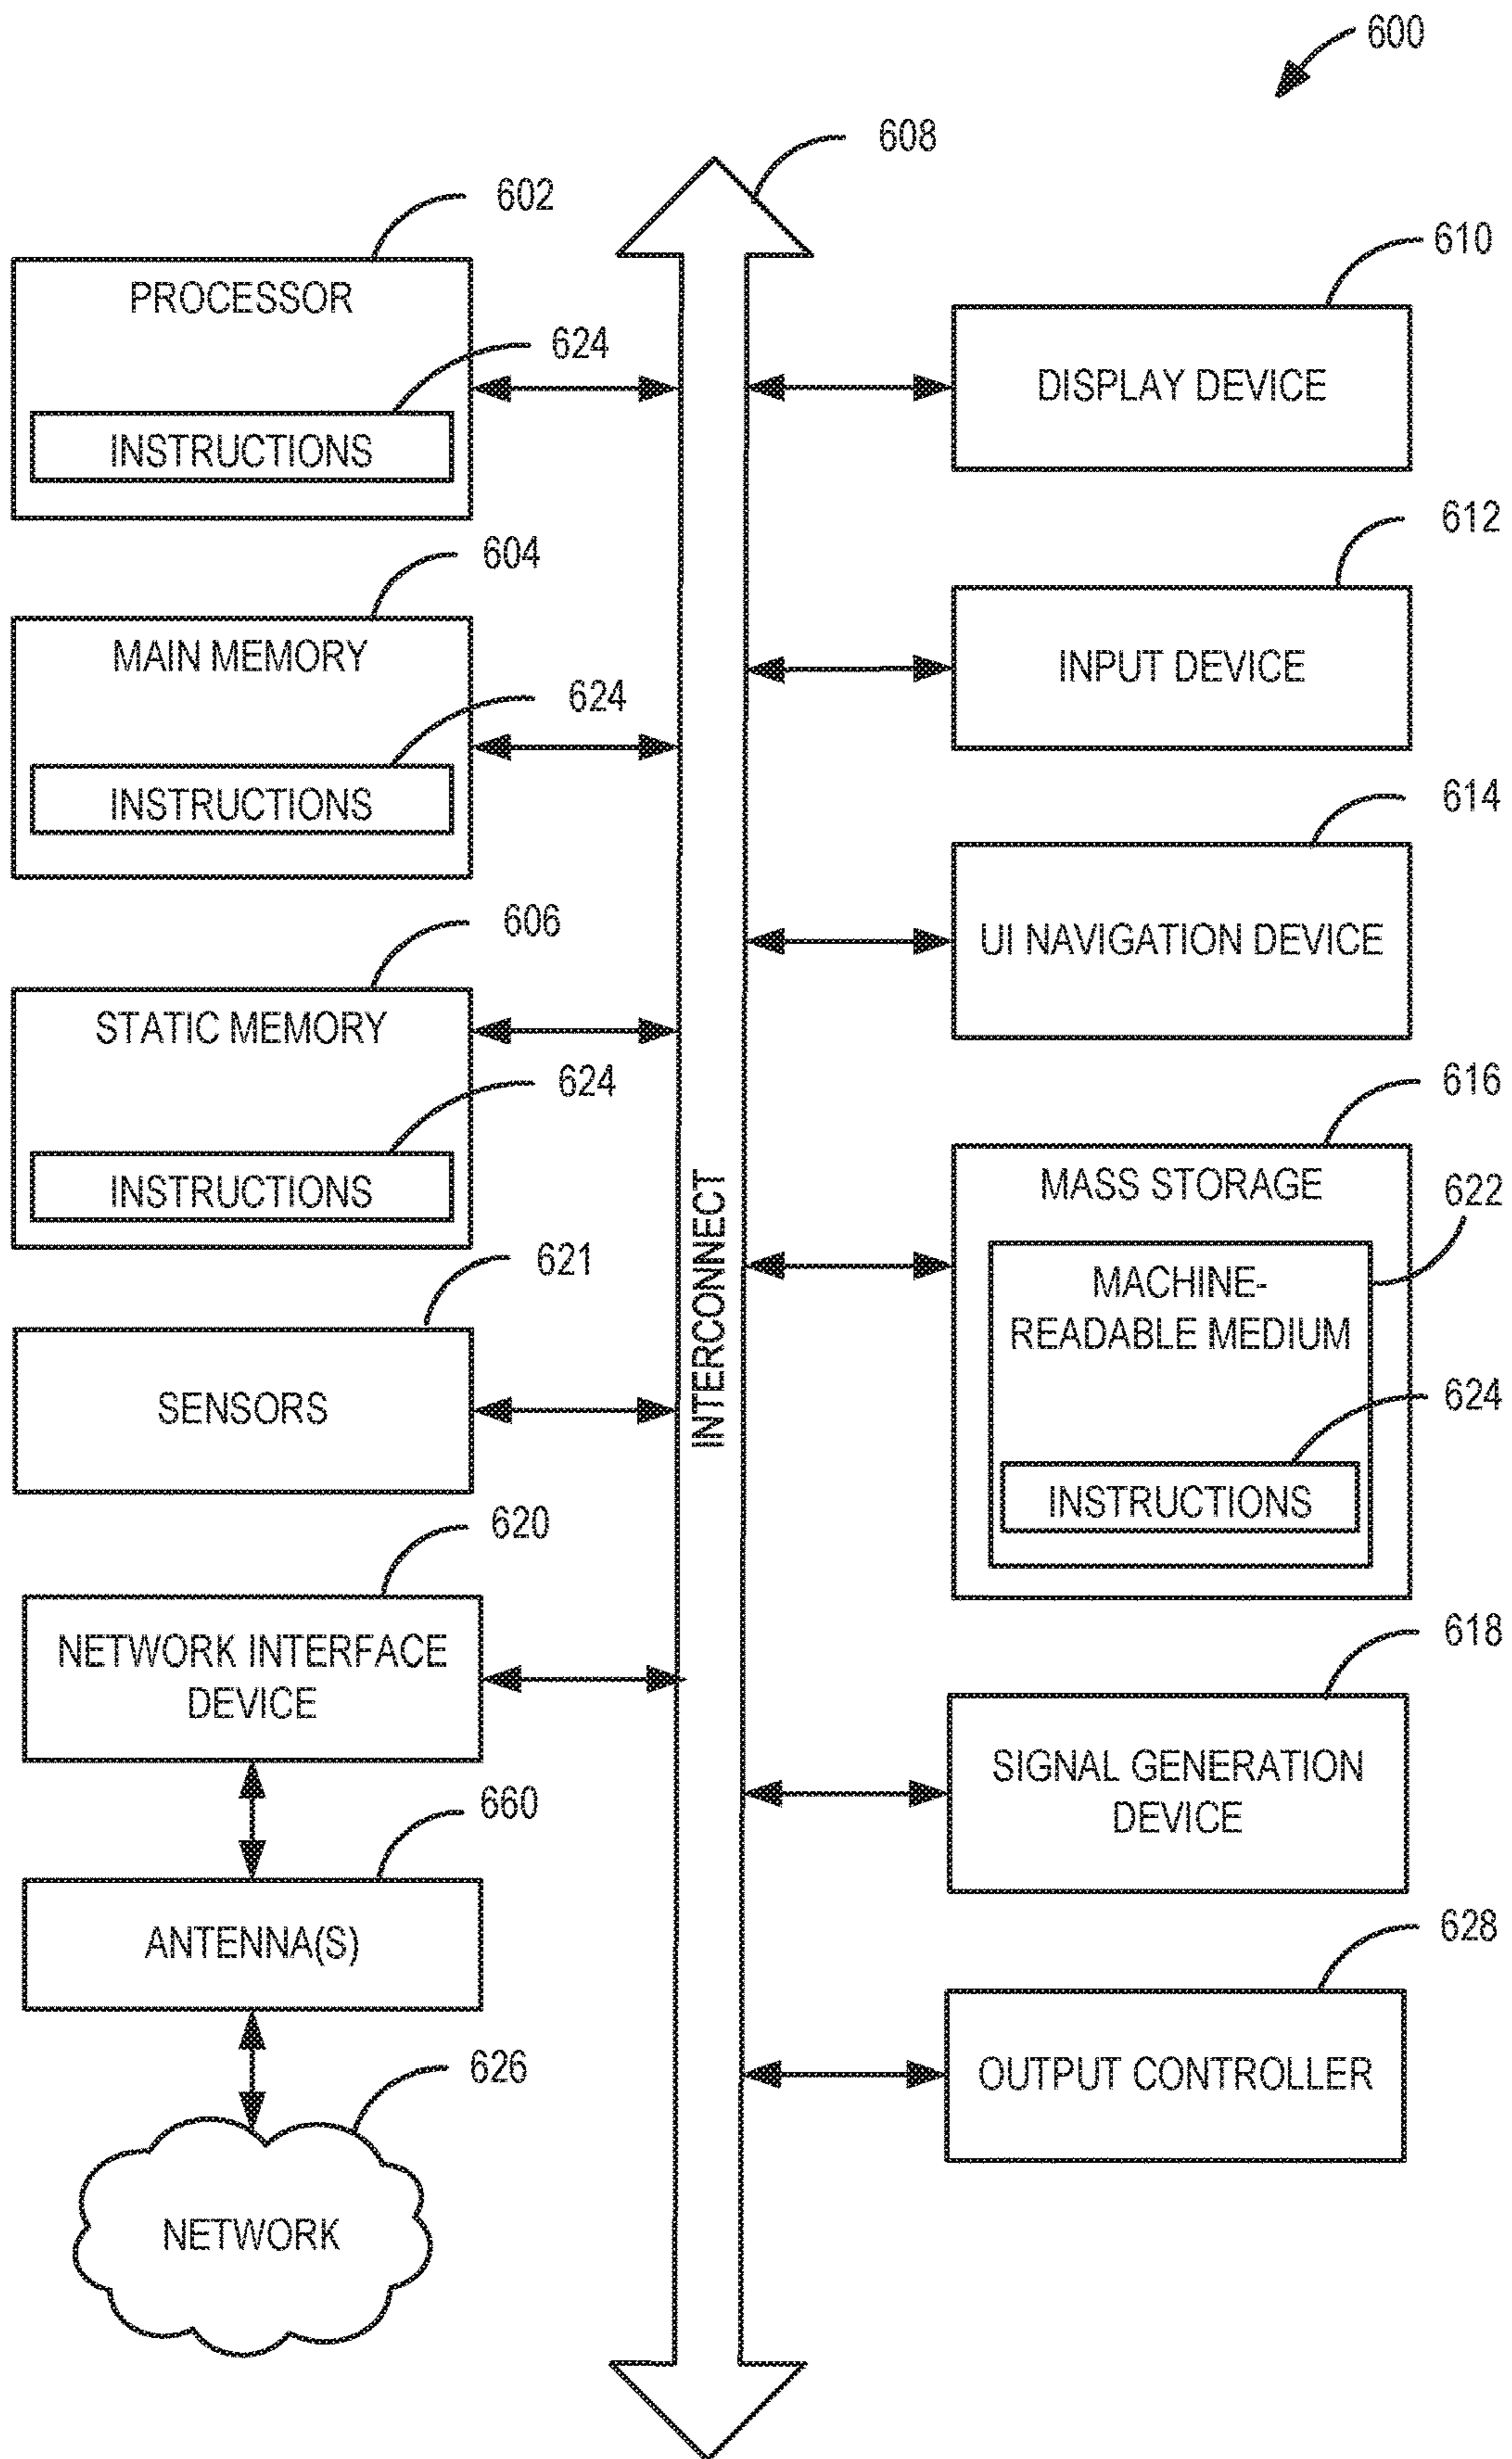 600
608
602
PROCESSOR
624
INSTRUCTIONS
604
MAIN MEMORY
624
INSTRUCTIONS
606
STATIC MEMORY
624
INSTRUCTIONS
621
SENSORS
620
NETWORK INTERFACE
DEVICE
660
ANTENNA(S)
626
NETWORK
INTERCONNECT
610
DISPLAY DEVICE
612
INPUT DEVICE
614
UI NAVIGATION DEVICE
616
MASS STORAGE
622
MACHINE-
READABLE MEDIUM
624
INSTRUCTIONS
618
SIGNAL GENERATION
DEVICE
628
OUTPUT CONTROLLER